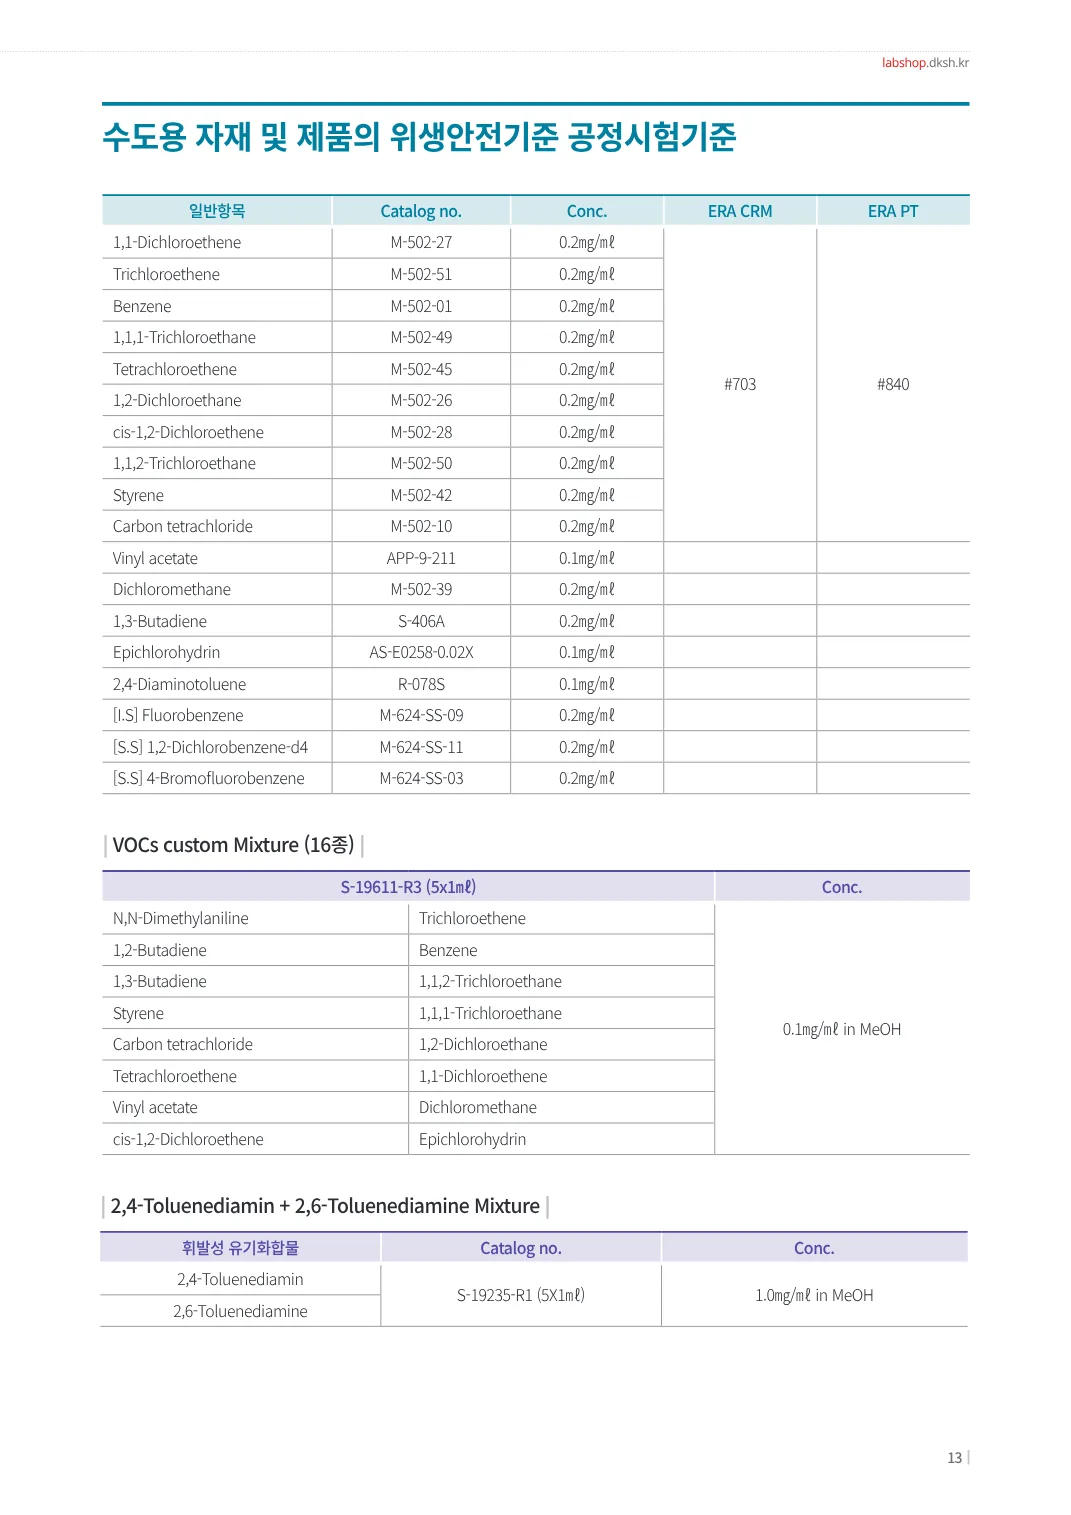 labshop.dksh.kr
수도용 자재 및 제품의 위생안전기준 공정시험기준
일반항목 Catalog no. Conc. ERA CRM ERA PT
1,1-Dichloroethene M-502-27 0.2㎎/㎖
Trichloroethene M-502-51 0.2㎎/㎖
Benzene M-502-01 0.2㎎/㎖
1,1,1-Trichloroethane M-502-49 0.2㎎/㎖
Tetrachloroethene M-502-45 0.2㎎/㎖
#703 #840
1,2-Dichloroethane M-502-26 0.2㎎/㎖
cis-1,2-Dichloroethene M-502-28 0.2㎎/㎖
1,1,2-Trichloroethane M-502-50 0.2㎎/㎖
Styrene M-502-42 0.2㎎/㎖
Carbon tetrachloride M-502-10 0.2㎎/㎖
Vinyl acetate APP-9-211 0.1㎎/㎖
Dichloromethane M-502-39 0.2㎎/㎖
1,3-Butadiene S-406A 0.2㎎/㎖
Epichlorohydrin AS-E0258-0.02X 0.1㎎/㎖
2,4-Diaminotoluene R-078S 0.1㎎/㎖
[I.S] Fluorobenzene M-624-SS-09 0.2㎎/㎖
[S.S] 1,2-Dichlorobenzene-d4 M-624-SS-11 0.2㎎/㎖
[S.S] 4-Bromofluorobenzene M-624-SS-03 0.2㎎/㎖
| VOCs custom Mixture (16종) |
S-19611-R3 (5x1㎖) Conc.
N,N-Dimethylaniline Trichloroethene
1,2-Butadiene Benzene
1,3-Butadiene 1,1,2-Trichloroethane
Styrene 1,1,1-Trichloroethane
0.1㎎/㎖ in MeOH
Carbon tetrachloride 1,2-Dichloroethane
Tetrachloroethene 1,1-Dichloroethene
Vinyl acetate Dichloromethane
cis-1,2-Dichloroethene Epichlorohydrin
| 2,4-Toluenediamin + 2,6-Toluenediamine Mixture |
휘발성 유기화합물 Catalog no. Conc.
2,4-Toluenediamin
S-19235-R1 (5X1㎖) 1.0㎎/㎖ in MeOH
2,6-Toluenediamine
13 |